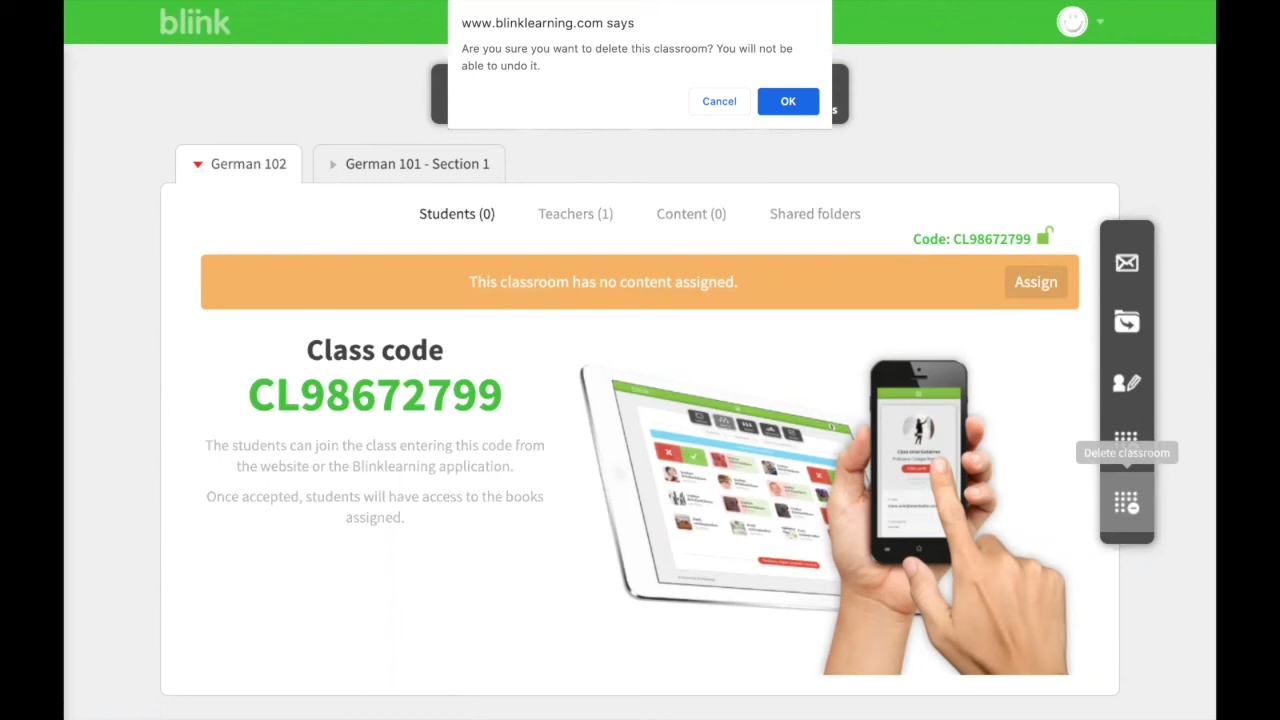 blink
www.blinklearning.com says
Are you sure you want to delete this classroom? You will not be
able to undo it.
Cancel
OK
s
German 102
German 101 - Section 1
Students (0)
Teachers (1)
Content (0)
Shared folders
Code: CL98672799
This classroom has no content assigned.
Assign
Class code
CL98672799
The students can join the class entering this code from
the website or the Blinklearning application.
Once accepted, students will have access to the books
assigned.
Delete classroom